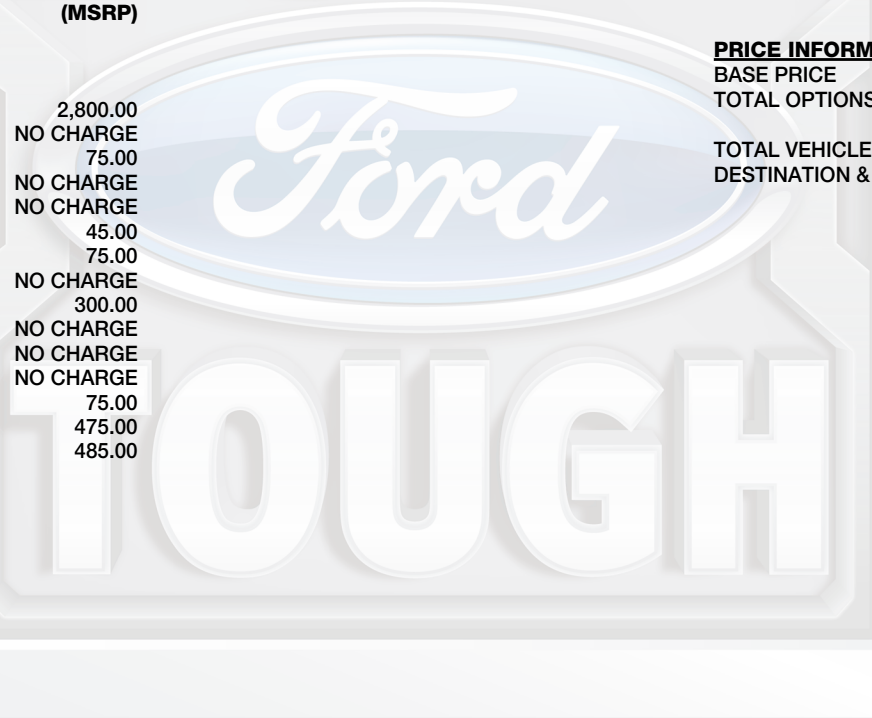 (MSRP)
2,800.00
NO CHARGE
75.00
NO CHARGE
NO CHARGE
45.00
75.00
NO CHARGE
300.00
NO CHARGE
NO CHARGE
NO CHARGE
75.00
475.00
485.00
PRICE INFORM
BASE PRICE
TOTAL OPTIONS
TOTAL VEHICLE
DESTINATION &
Ford
TOUGH